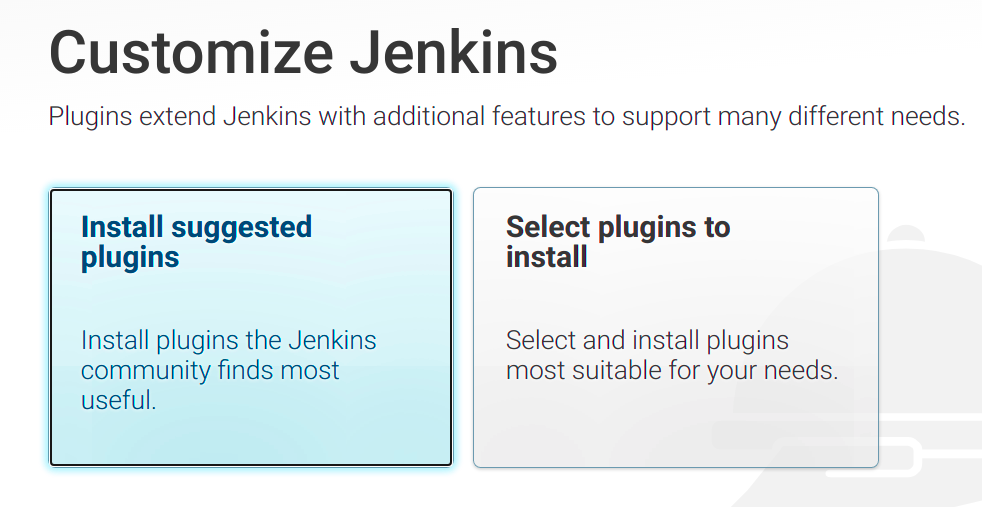 Customize Jenkins
Plugins extend Jenkins with additional features to support many different needs.
Install suggested
plugins
Install plugins the Jenkins
community finds most
useful.
Select plugins to
install
Select and install plugins
most suitable for your needs.